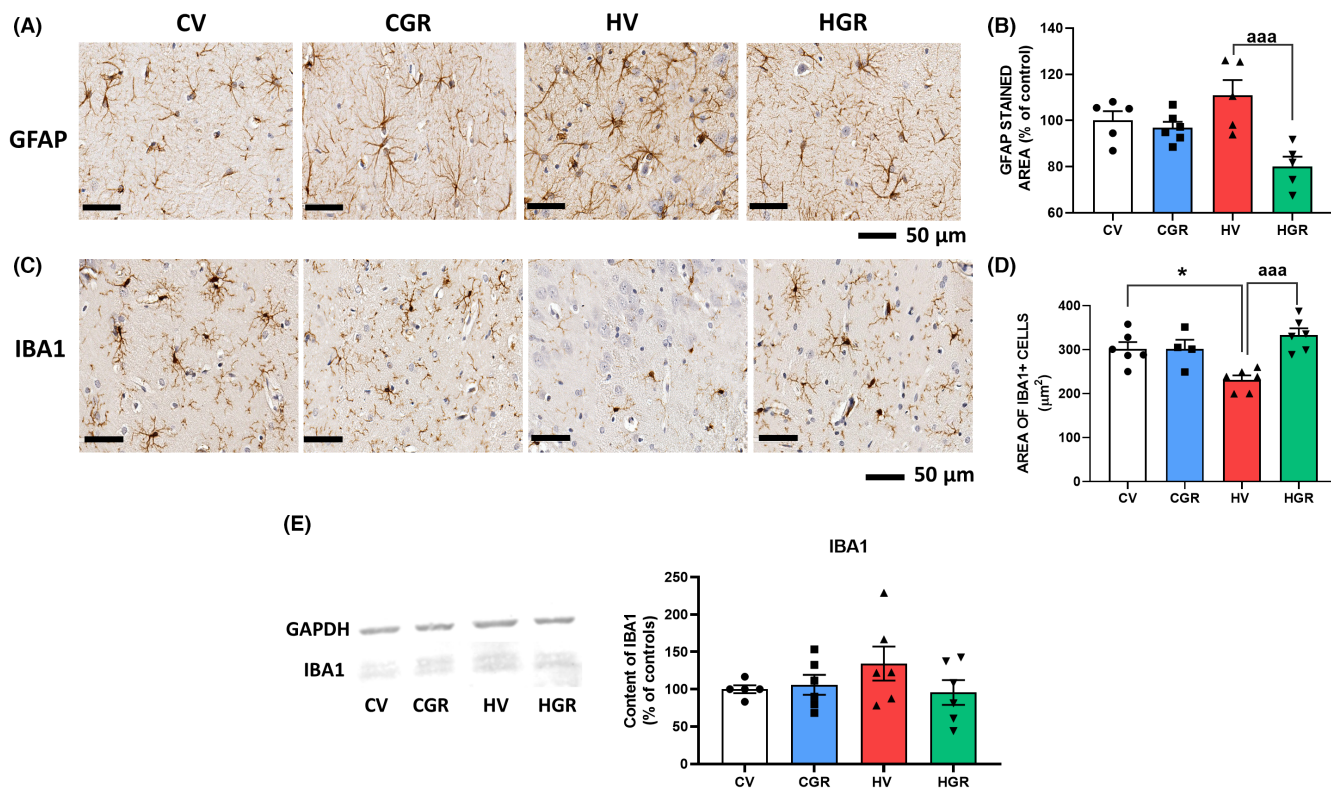 (A)
CV CGR HV HGR
GFAP
50 µm
(B)
GFAP STAINED
AREA (% of control)
140
120
100
80
60
aaa
CV CGR HV HGR
(C)
IBA1
50 µm
(D)
AREA OF IBA1+ CELLS
(µm²)
400
300
200
100
0
* aaa
CV CGR HV HGR
(E)
GAPDH
IBA1
CV CGR HV HGR
IBA1
Content of IBA1
(% of controls)
250
200
150
100
50
0
CV CGR HV HGR